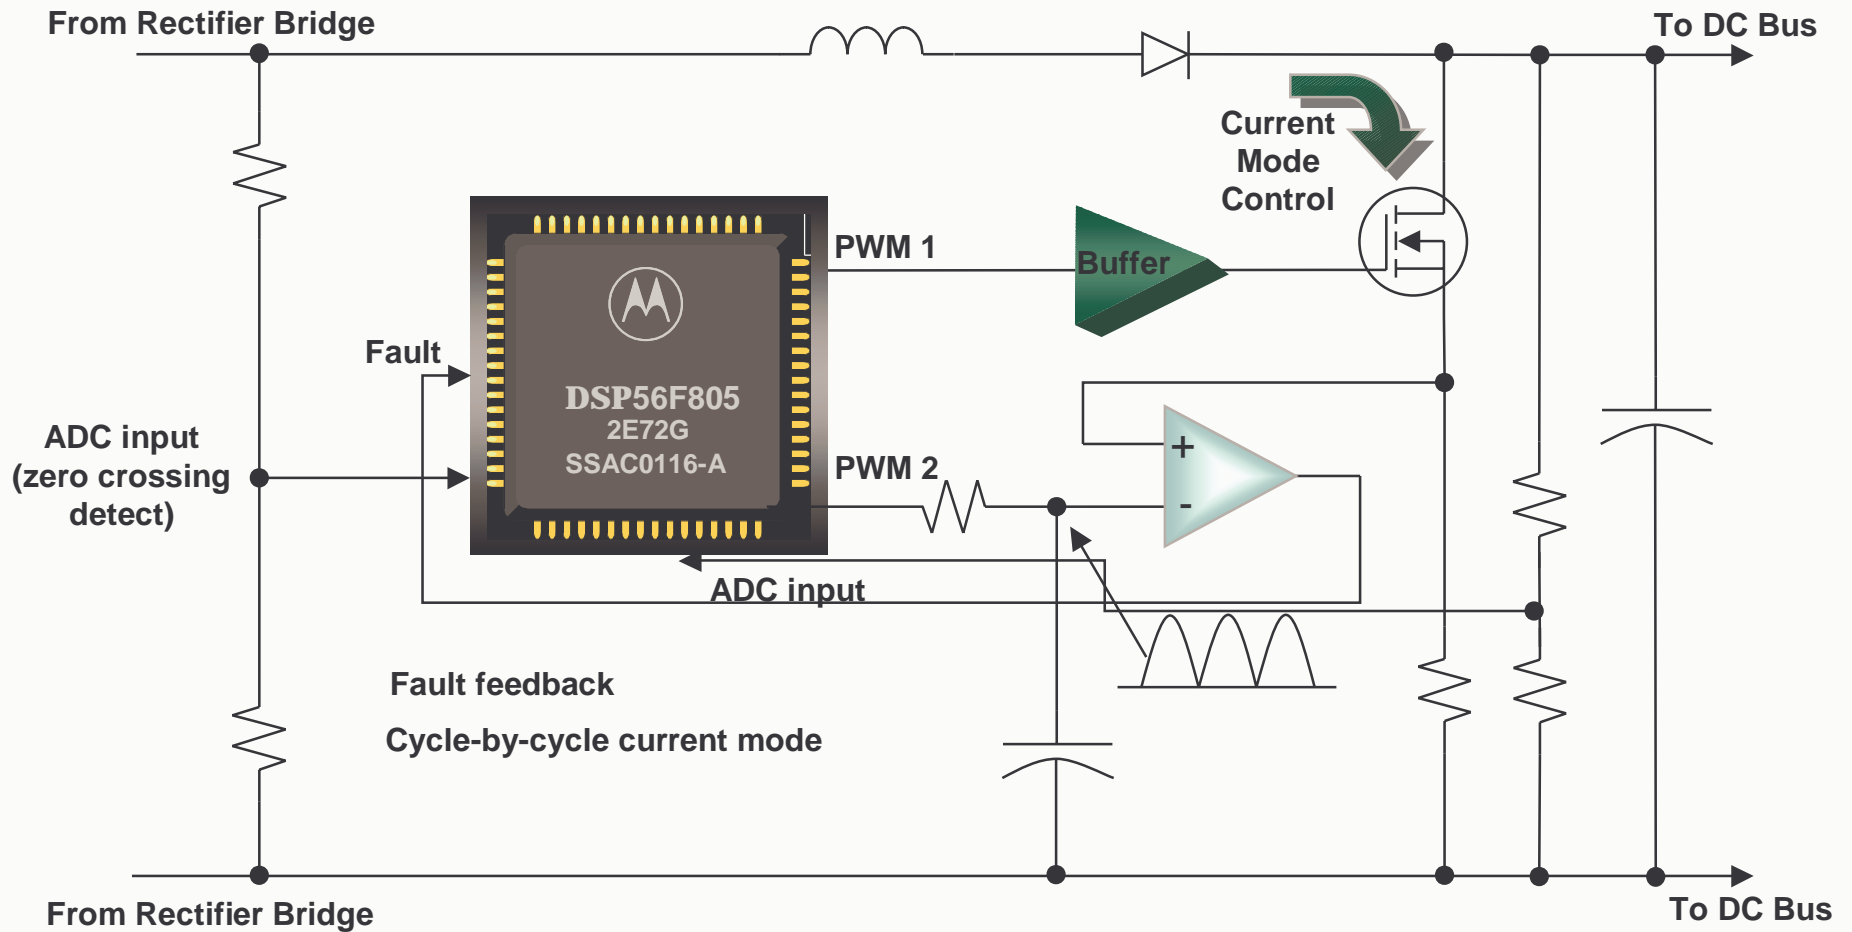 From Rectifier Bridge
To DC Bus
Current
Mode
Control
PWM 1
Buffer
Fault
DSP56F805
2E72G
SSAC0116-A
ADC input
(zero crossing
detect)
PWM 2
+
-
ADC input
Fault feedback
Cycle-by-cycle current mode
From Rectifier Bridge
To DC Bus